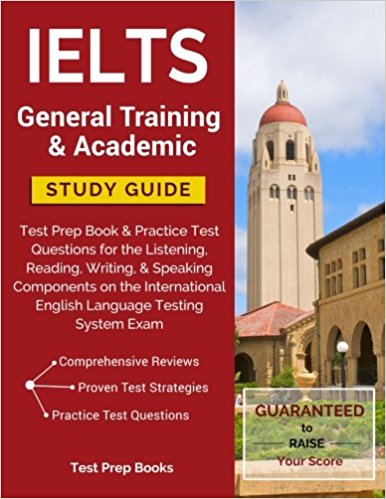 IELTS
General Training
& Academic
STUDY GUIDE
Test Prep Book & Practice Test
Questions for the Listening,
Reading, Writing, & Speaking
Components on the International
English Language Testing
System Exam
Comprehensive Reviews
Proven Test Strategies
Practice Test Questions
Test Prep Books
GUARANTEED
to
RAISE
Your Score